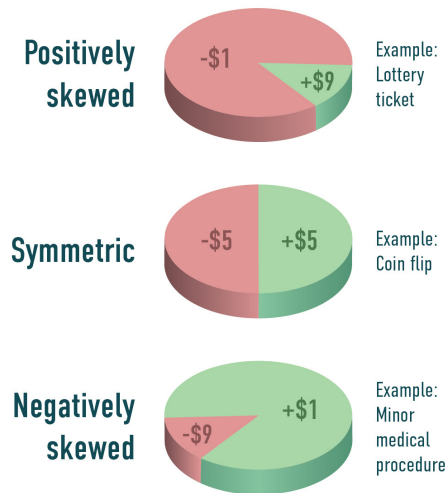 Positively
skewed
-$1
+$9
Example:
Lottery
ticket
Symmetric
-$5
+$5
Example:
Coin flip
Negatively
skewed
-$9
+$1
Example:
Minor
medical
procedure